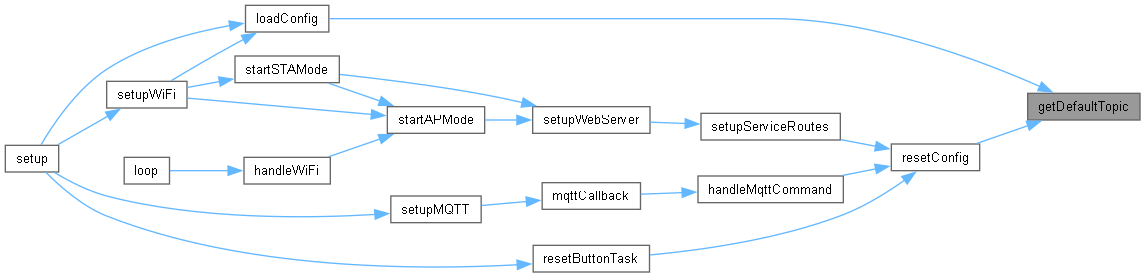 loadConfig
startSTAMode
setupWiFi
getDefaultTopic
startAPMode
setupWebServer
setupServiceRoutes
setup
resetConfig
loop
handleWiFi
handleMqttCommand
mqttCallback
setupMQTT
resetButtonTask